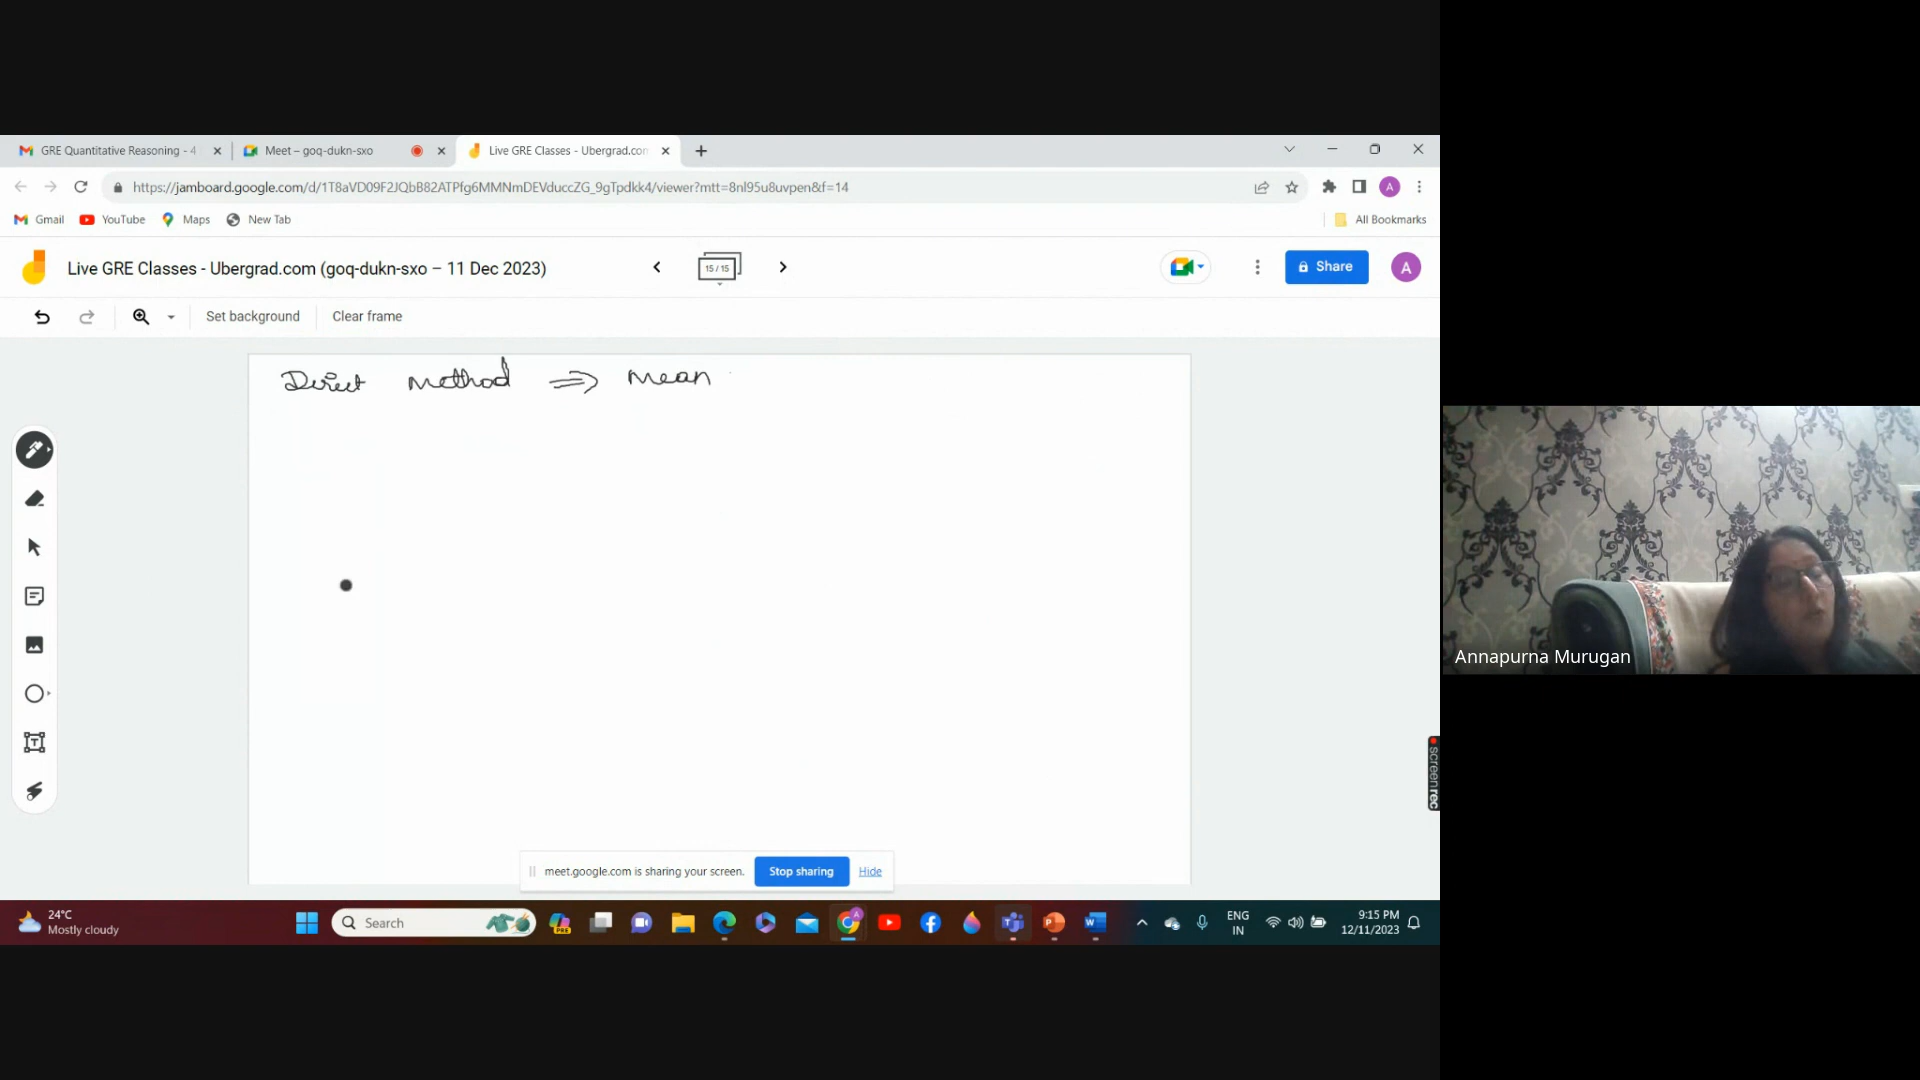 GRE Quantitative Reasoning - 4
Meet – goq-dukn-sxo
Live GRE Classes - Ubergrad.com
https://jamboard.google.com/d/1T8aVD09F2JQbB82ATPfg6MMNmDEVduccZG_9gTpdkk4/viewer?mtt=8nl95u8uvpen&f=14
A
Gmail
YouTube
Maps
New Tab
All Bookmarks
Live GRE Classes - Ubergrad.com (goq-dukn-sxo – 11 Dec 2023)
15 / 15
Share
A
Set background
Clear frame
Direct method ⇒ Mean
Annapurna Murugan
screenrec
meet.google.com is sharing your screen.
Stop sharing
Hide
24°C
Mostly cloudy
Search
PRE
ENG
IN
9:15 PM
12/11/2023